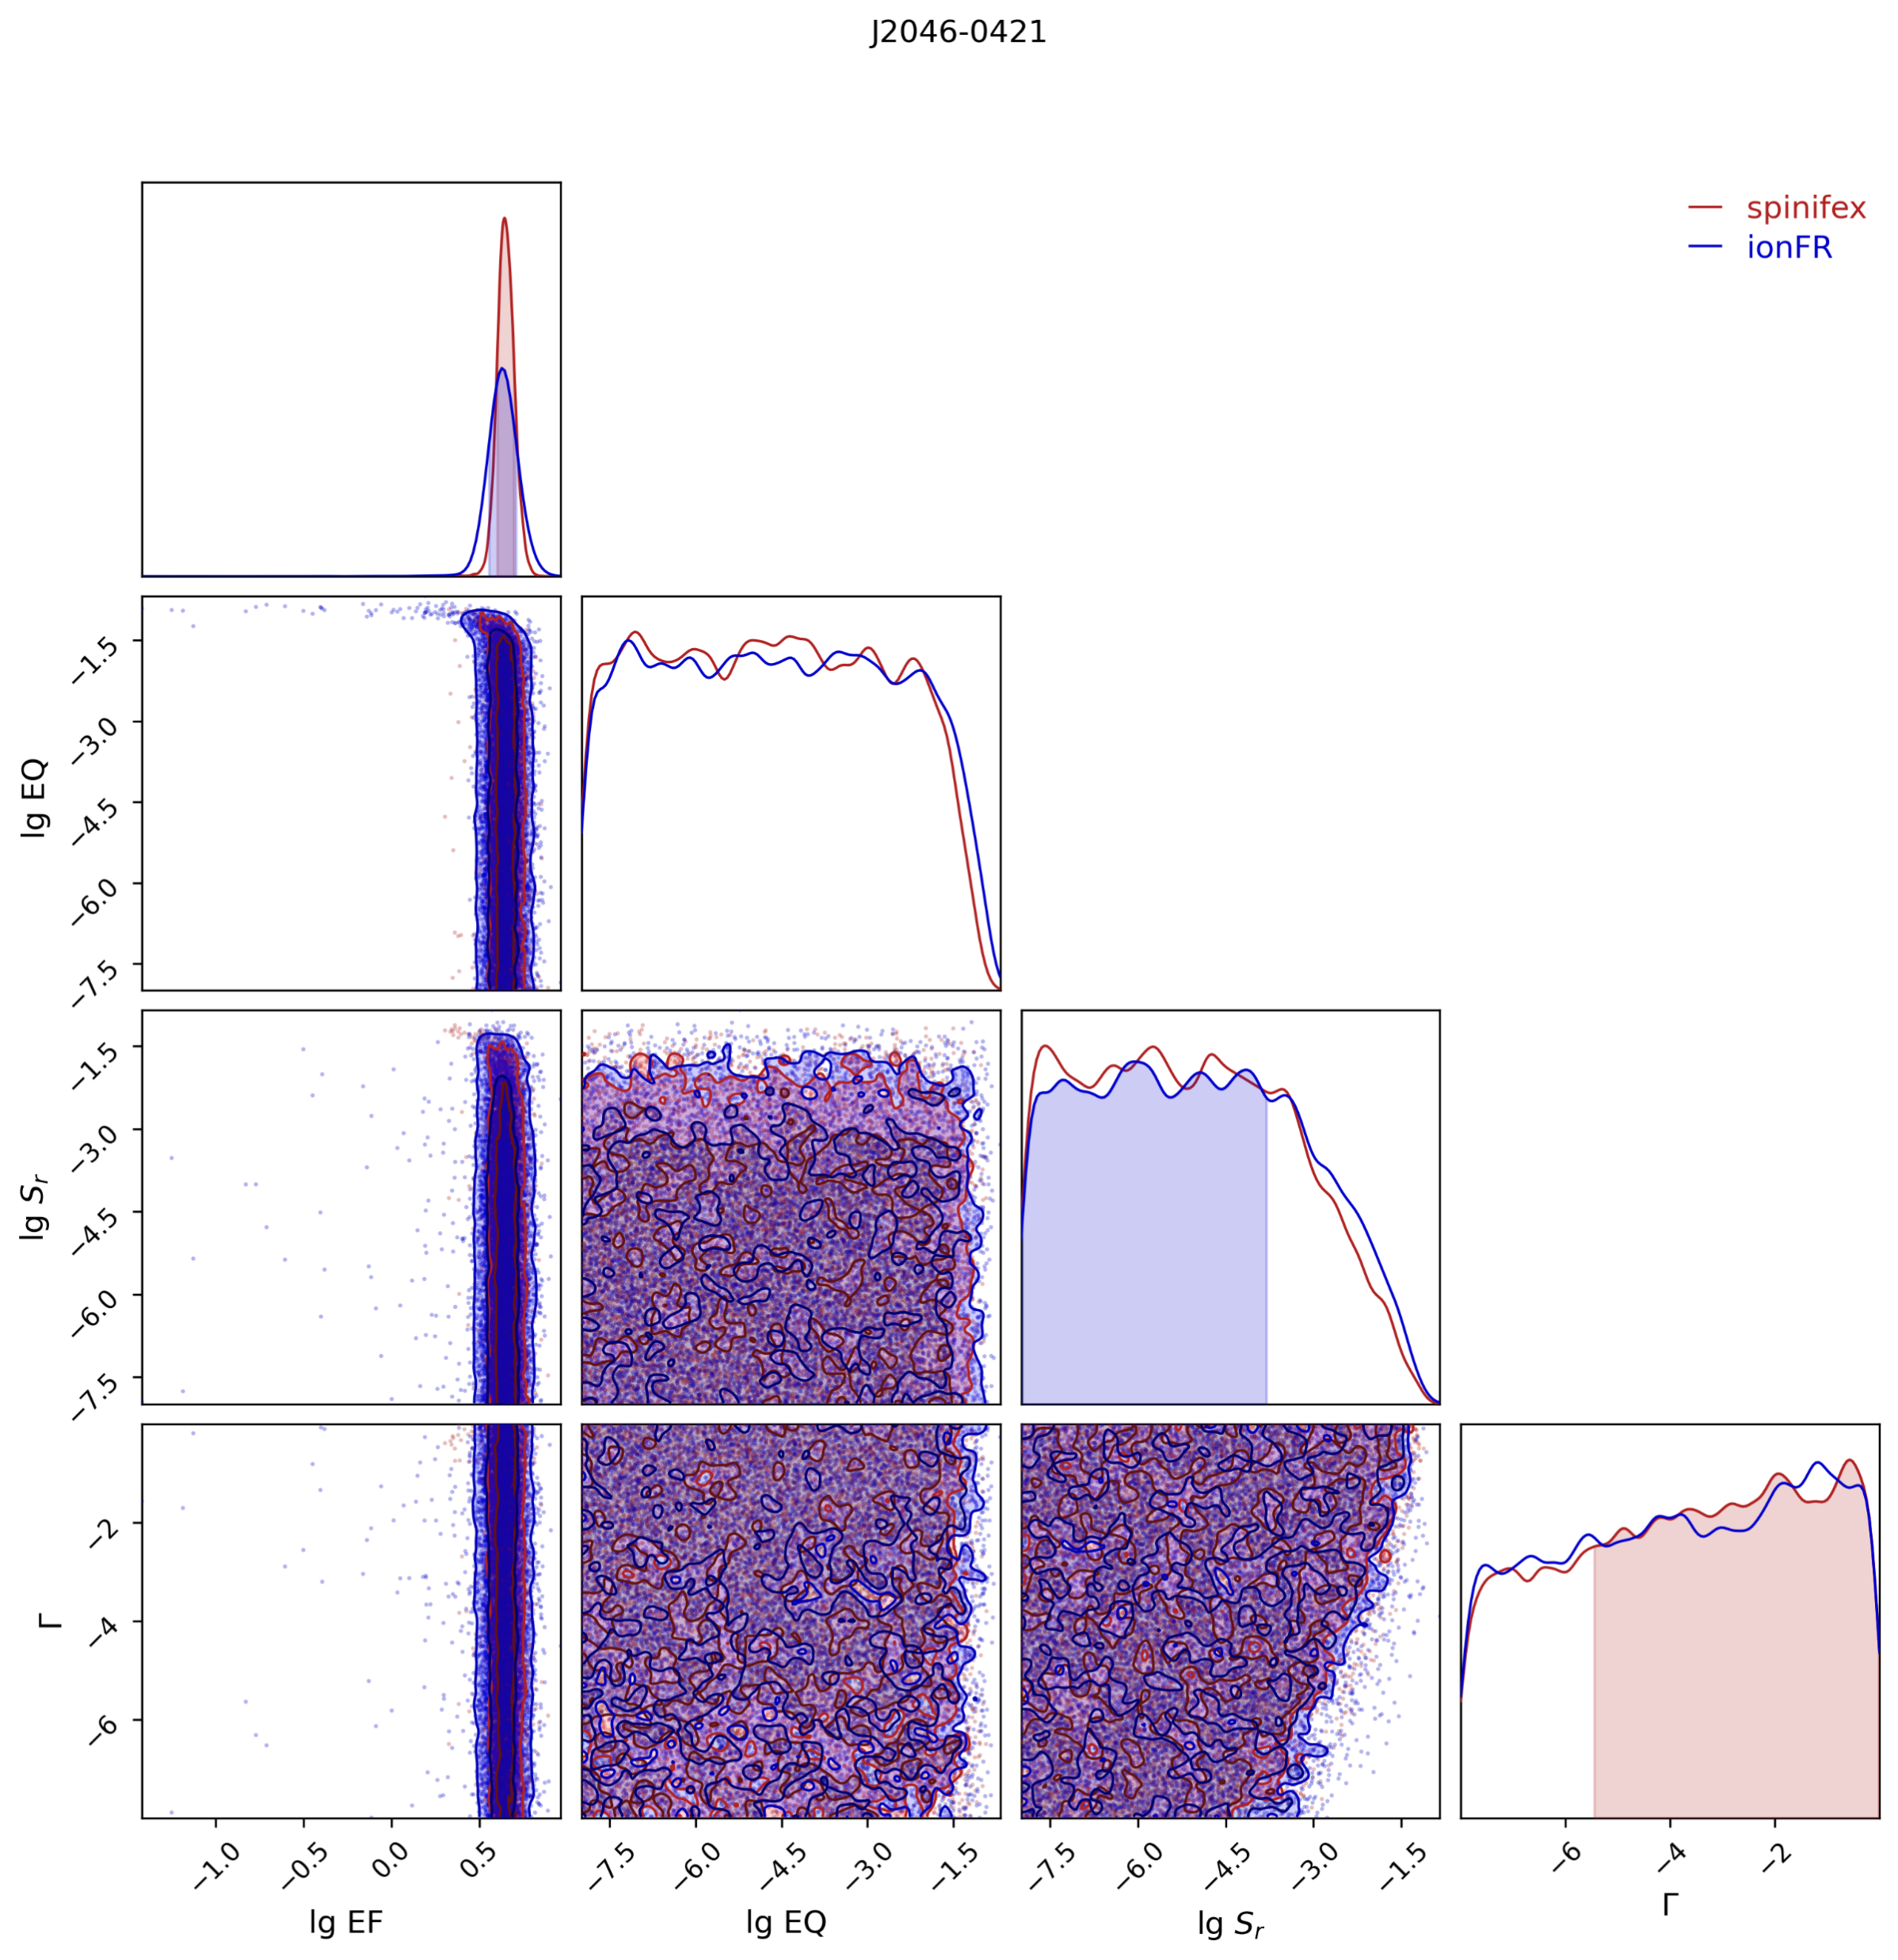 J2046-0421
spinifex
ionFR
lg EQ
−1.5
−3.0
−4.5
−6.0
−7.5
lg Sr
−1.5
−3.0
−4.5
−6.0
−7.5
Γ
−2
−4
−6
−1.0 −0.5 0.0 0.5
−7.5 −6.0 −4.5 −3.0 −1.5
−7.5 −6.0 −4.5 −3.0 −1.5
−6 −4 −2
lg EF
lg EQ
lg Sr
Γ